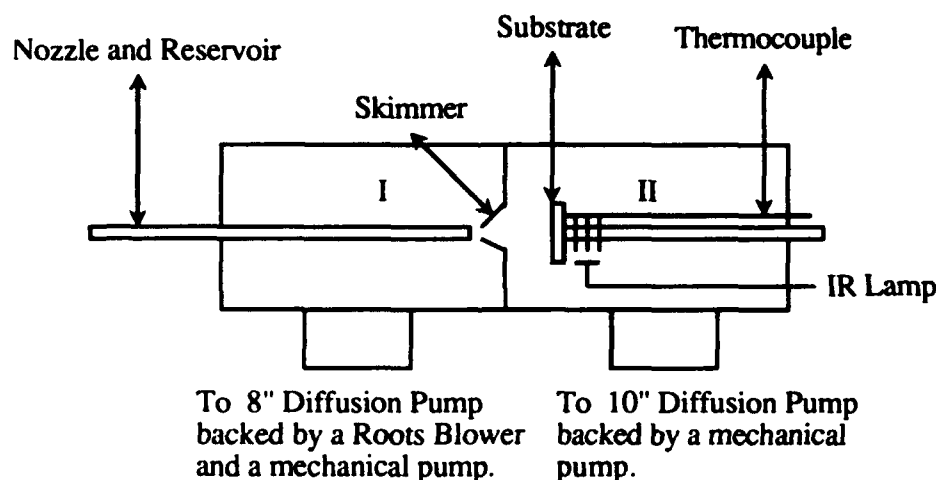 Substrate
Thermocouple
Nozzle and Reservoir
Skimmer
I
II
IR Lamp
To 8" Diffusion Pump
backed by a Roots Blower
and a mechanical pump.
To 10" Diffusion Pump
backed by a mechanical
pump.